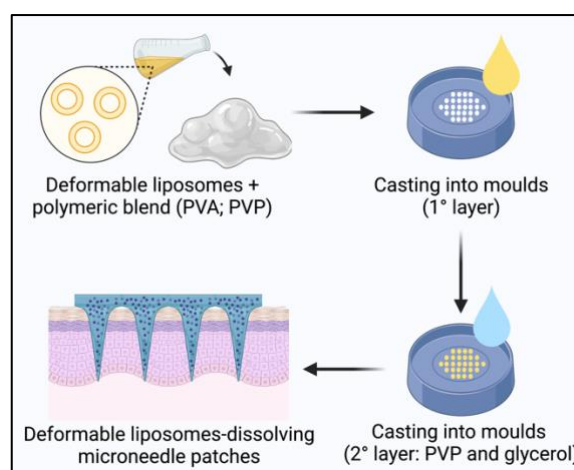 Deformable liposomes +
polymeric blend (PVA; PVP)
Casting into moulds
(1° layer)
Deformable liposomes-dissolving
microneedle patches
Casting into moulds
(2° layer: PVP and glycerol)